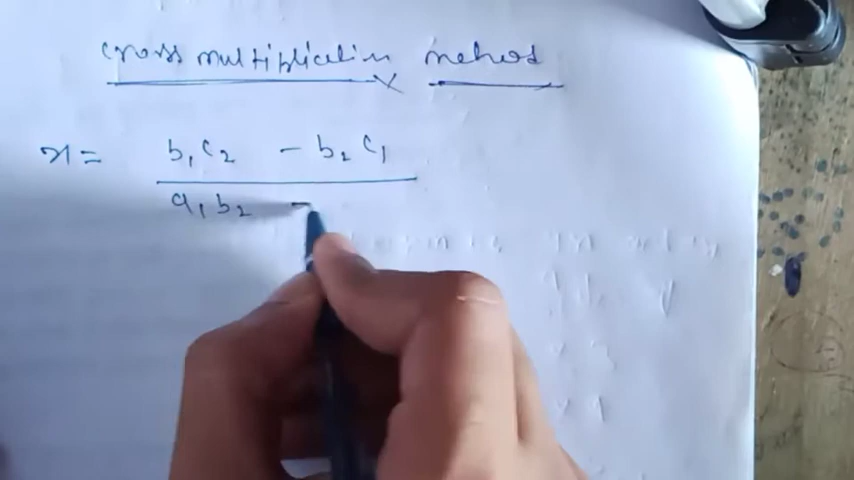 cross multiplication method
x = b₁c₂ - b₂c₁
a₁b₂ -